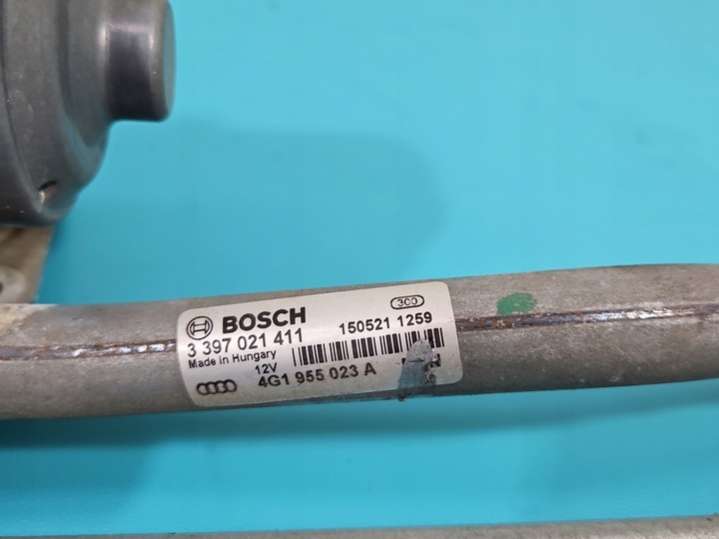 BOSCH 3C0
3 397 021 411 150521 1259
Made in Hungary
12V
4G1 955 023 A